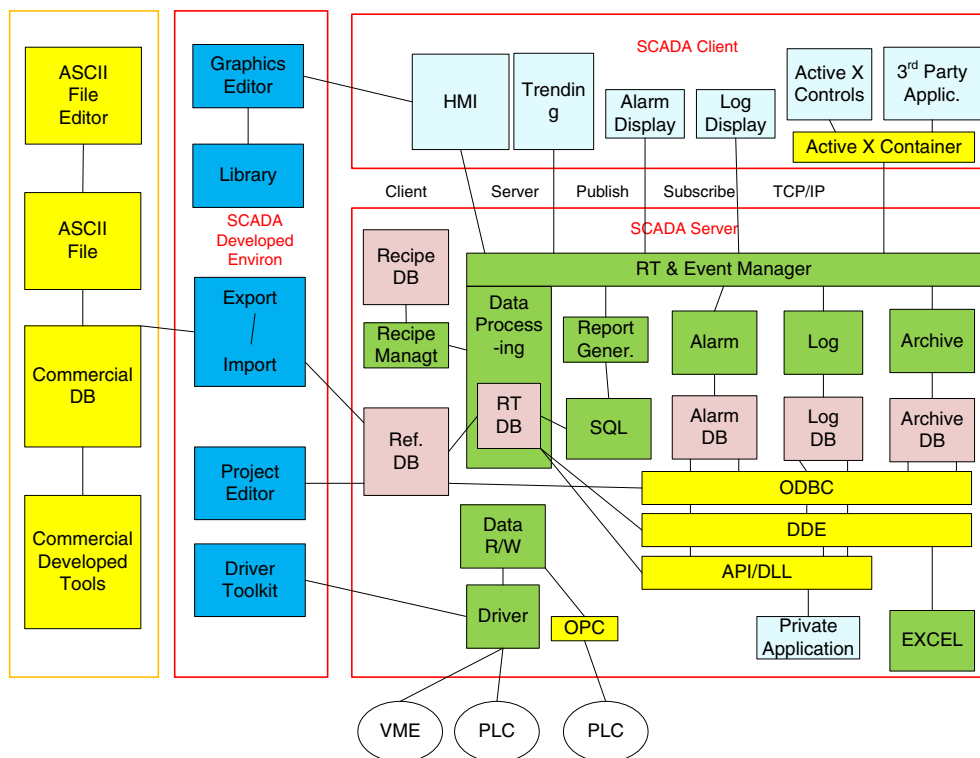 ASCII
File
Editor
ASCII
File
Commercial
DB
Commercial
Developed
Tools
Graphics
Editor
Library
SCADA
Developed
Environ
Export
Import
Project
Editor
Driver
Toolkit
SCADA Client
HMI
Trendin
g
Alarm
Display
Log
Display
Active X
Controls
3rd Party
Applic.
Active X Container
Client
Server
Publish
Subscribe
TCP/IP
SCADA Server
RT & Event Manager
Recipe
DB
Recipe
Managt
Data
Process
-ing
RT
DB
Report
Gener.
SQL
Alarm
Log
Archive
Alarm
DB
Log
DB
Archive
DB
Ref.
DB
ODBC
DDE
API/DLL
Data
R/W
Driver
OPC
Private
Application
EXCEL
VME
PLC
PLC